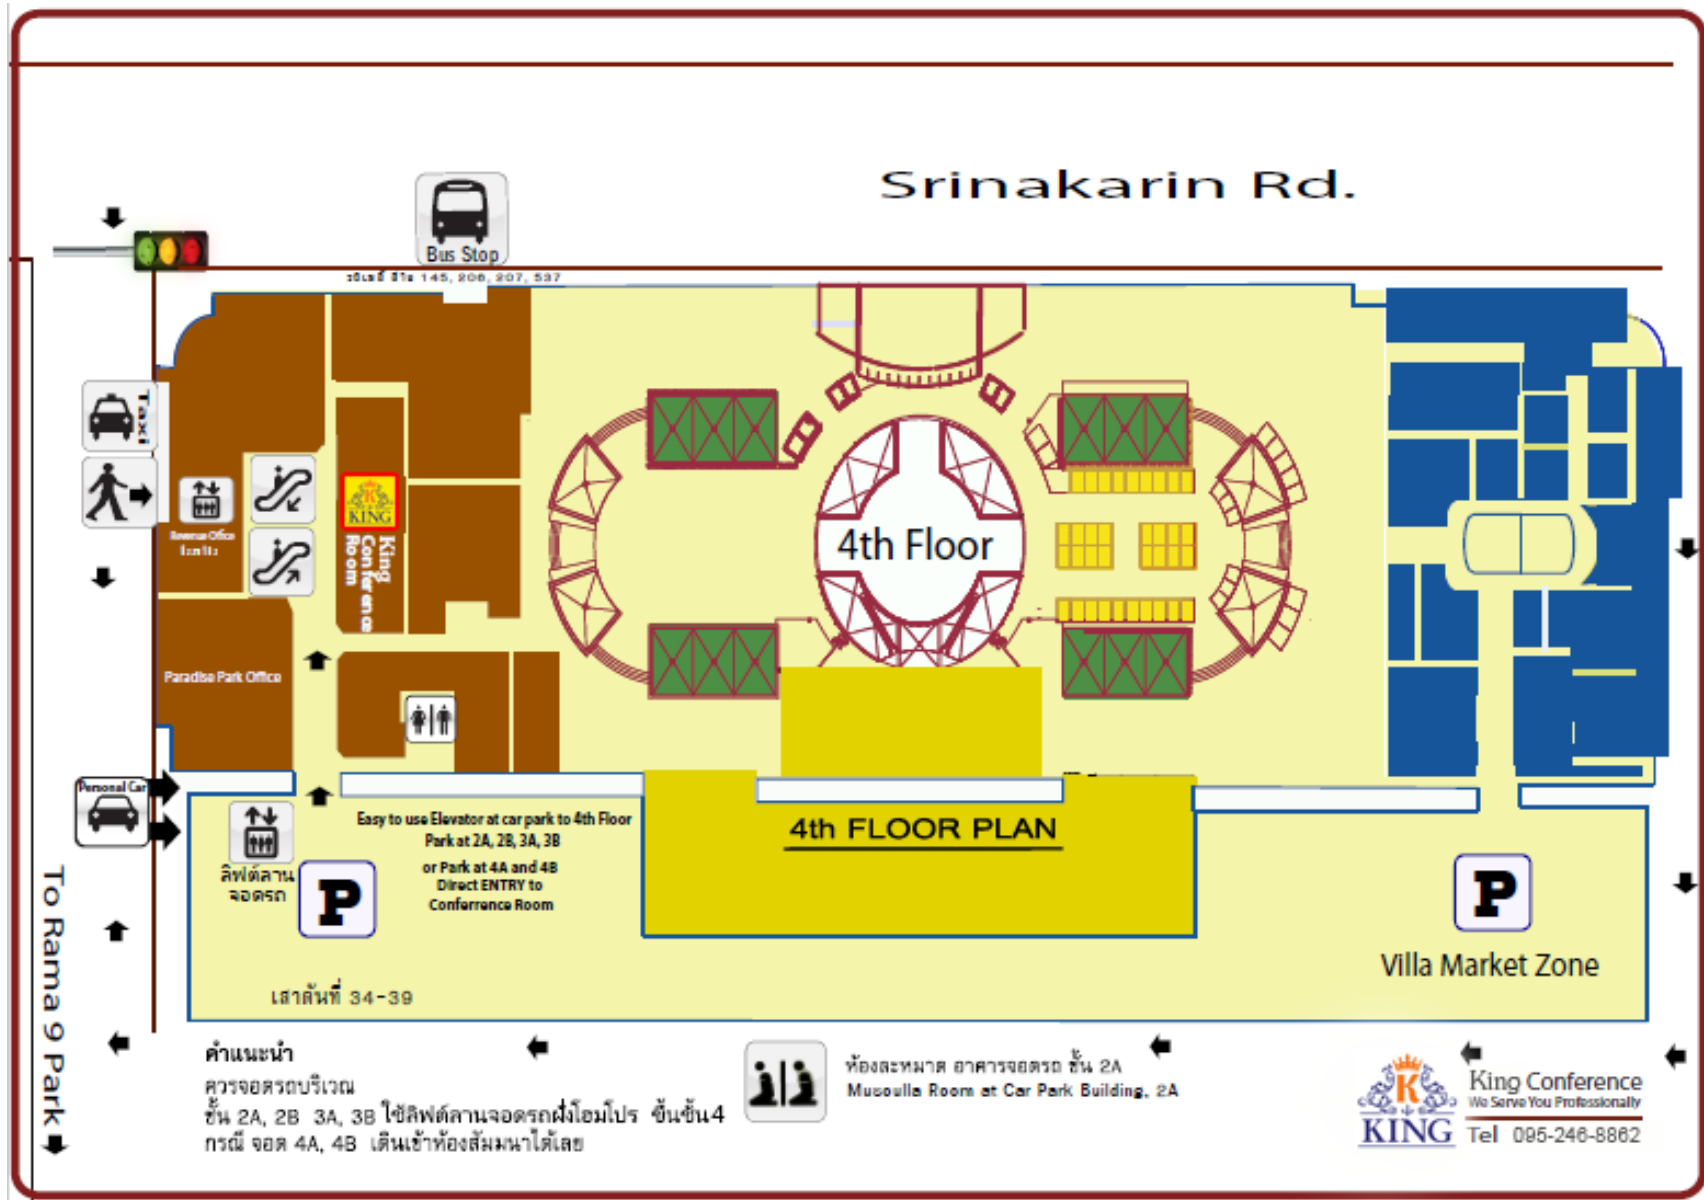 Srinakarin Rd.
Bus Stop
145, 206, 207, 537
Taxi
Revenue Office
KING
King
Conference
Room
4th Floor
Paradise Park Office
Personal Car
Easy to use Elevator at car park to 4th Floor
Park at 2A, 2B, 3A, 3B
or Park at 4A and 4B
Direct ENTRY to
Conferrence Room
4th FLOOR PLAN
ลิฟต์ลาน
จอดรถ
P
P
Villa Market Zone
เสาต้นที่ 34-39
To Rama 9 Park
คำแนะนำ
ควรจอดรถบริเวณ
ชั้น 2A, 2B 3A, 3B ใช้ลิฟต์ลานจอดรถฝั่งโฮมโปร ขึ้นชั้น 4
กรณี จอด 4A, 4B เดินเข้าห้องสัมมนาได้เลย
ห้องละหมาด อาคารจอดรถ ชั้น 2A
Musoulla Room at Car Park Building, 2A
KING
King Conference
We Serve You Professionally
Tel 095-246-8862